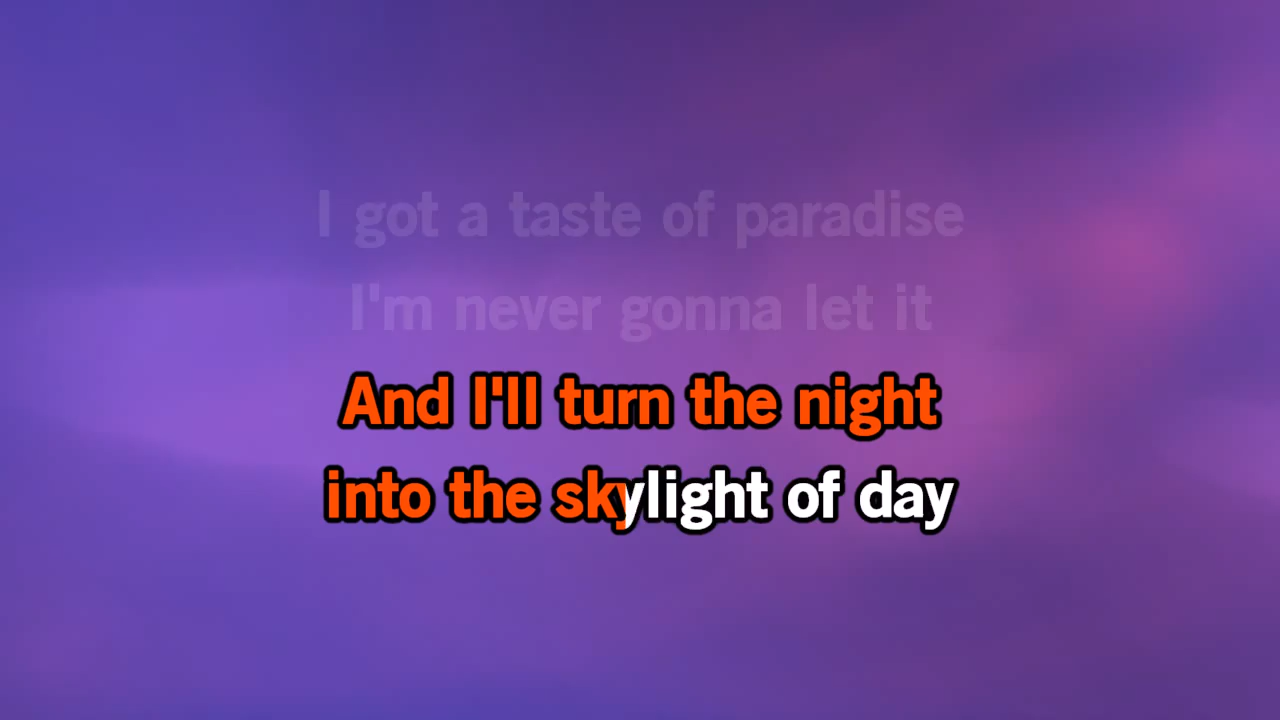 I got a taste of paradise
I'm never gonna let it
And I'll turn the night
into the skylight of day